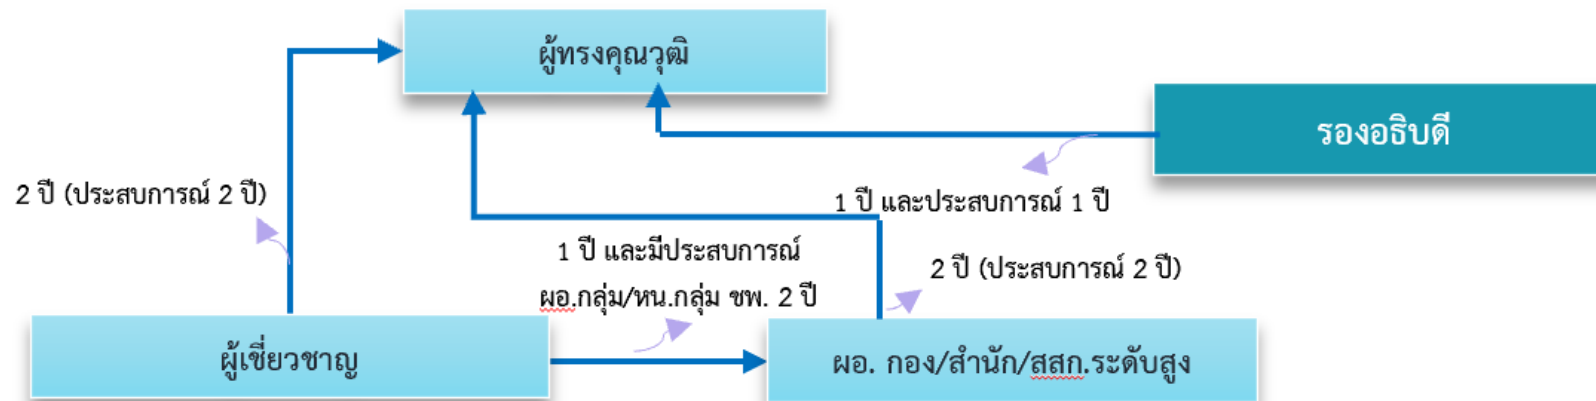 ผู้ทรงคุณวุฒิ
รองอธิบดี
2 ปี (ประสบการณ์ 2 ปี)
1 ปี และประสบการณ์ 1 ปี
1 ปี และมีประสบการณ์
ผอ.กลุ่ม/หน.กลุ่ม ชพ. 2 ปี
2 ปี (ประสบการณ์ 2 ปี)
ผู้เชี่ยวชาญ
ผอ. กอง/สำนัก/สสก.ระดับสูง